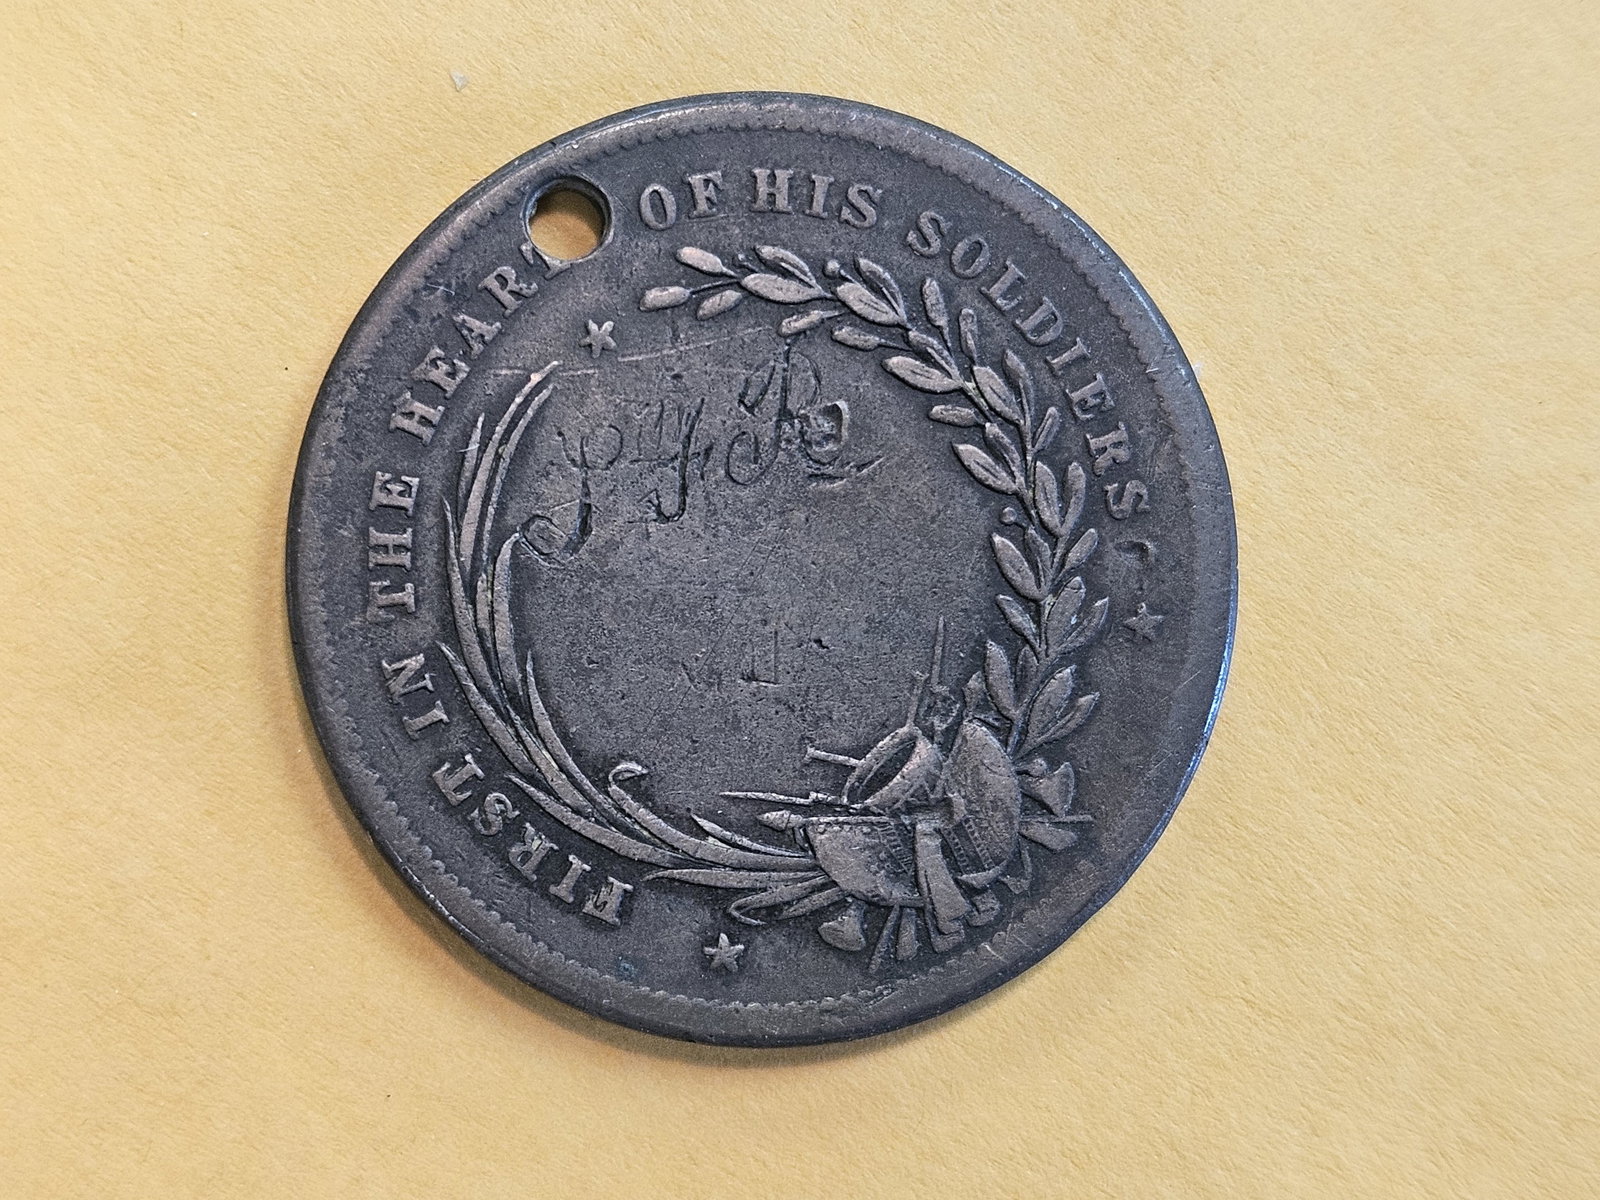 FIRST IN THE HEART OF HIS SOLDIERS